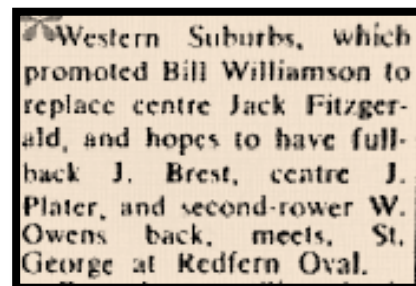 Western Suburbs, which
promoted Bill Williamson to
replace centre Jack Fitzger-
ald, and hopes to have full-
back J. Brest, centre J.
Plater, and second-rower W.
Owens back, meets, St.
George at Redfern Oval.